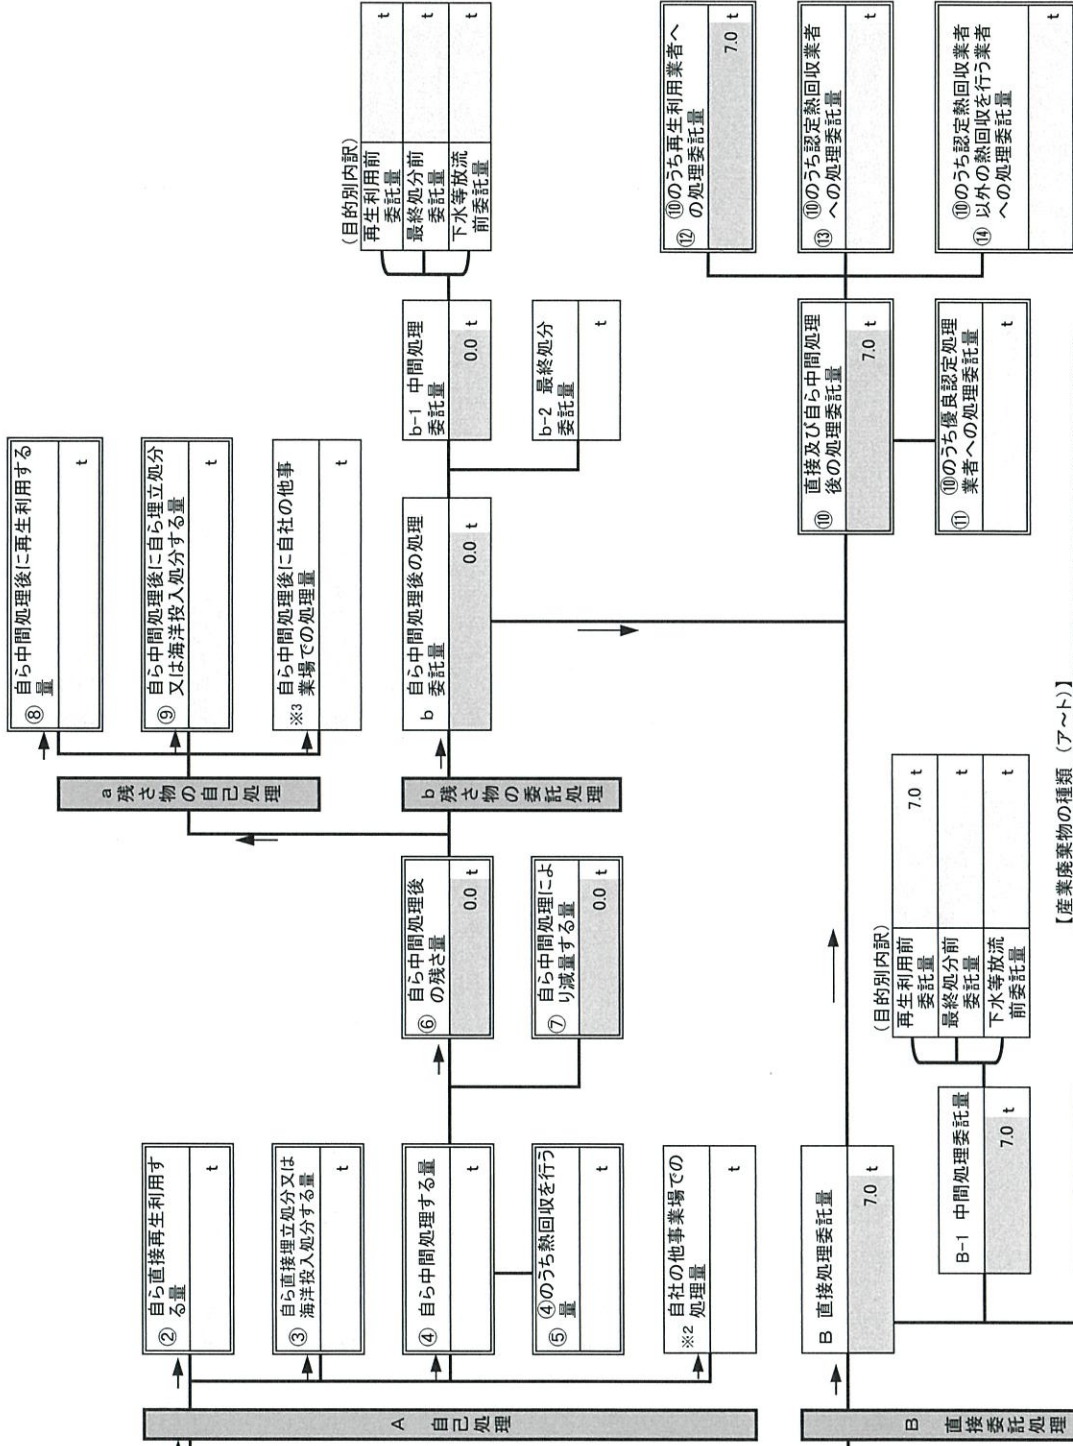 A 自己処理
② 自ら直接再生利用す
る量
t
③ 自ら直接埋立処分又は
海洋投入処分する量
t
④ 自ら中間処理する量
t
⑤ ④のうち熱回収を行う
量
t
※2 自社の他事業場での
処理量
t
⑥ 自ら中間処理後
の残さ量
0.0 t
⑦ 自ら中間処理によ
り減量する量
0.0 t
a 残さ物の自己処理
⑧ 自ら中間処理後に再生利用する
量
t
⑨ 自ら中間処理後に自ら埋立処分
又は海洋投入処分する量
t
※3 自ら中間処理後に自社の他事
業場での処理量
t
b 残さ物の委託処理
b 自ら中間処理後の処理
委託量
0.0 t
b-1 中間処理
委託量
0.0 t
b-2 最終処分
委託量
t
(目的別内訳)
再生利用前
委託量
t
最終処分前
委託量
t
下水等放流
前委託量
t
B 直接委託処理
B 直接処理委託量
7.0 t
B-1 中間処理委託量
7.0 t
(目的別内訳)
再生利用前
委託量
7.0 t
最終処分前
委託量
t
下水等放流
前委託量
t
⑩ 直接及び自ら中間処理
後の処理委託量
7.0 t
⑪ ⑩のうち優良認定処理
業者への処理委託量
t
⑫ ⑩のうち再生利用業者へ
の処理委託量
7.0 t
⑬ ⑩のうち認定熱回収業者
への処理委託量
t
⑭ ⑩のうち認定熱回収業者
以外の熱回収を行う業者
への処理委託量
t
【産業廃棄物の種類（ア～ト）】